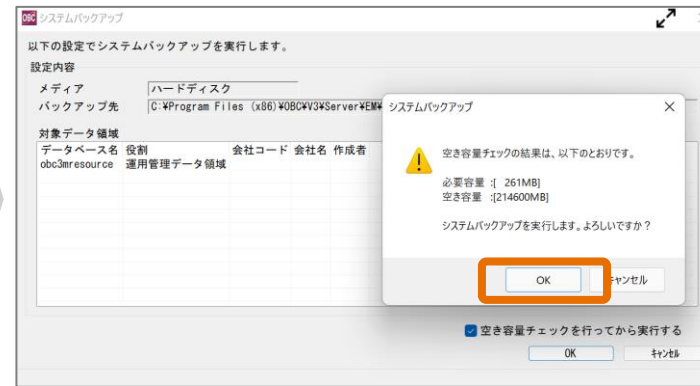 OBC システムバックアップ
以下の設定でシステムバックアップを実行します。
設定内容
メディア ハードディスク
バックアップ先 C:¥Program Files (x86)¥OBC¥V3¥Server¥EM¥
対象データ領域
データベース名 役割 会社コード 会社名 作成者
obc3mresource 運用管理データ領域
システムバックアップ
空き容量チェックの結果は、以下のとおりです。
必要容量 :[ 261MB]
空き容量 :[214600MB]
システムバックアップを実行します。よろしいですか？
OK キャンセル
空き容量チェックを行ってから実行する
OK キャンセル